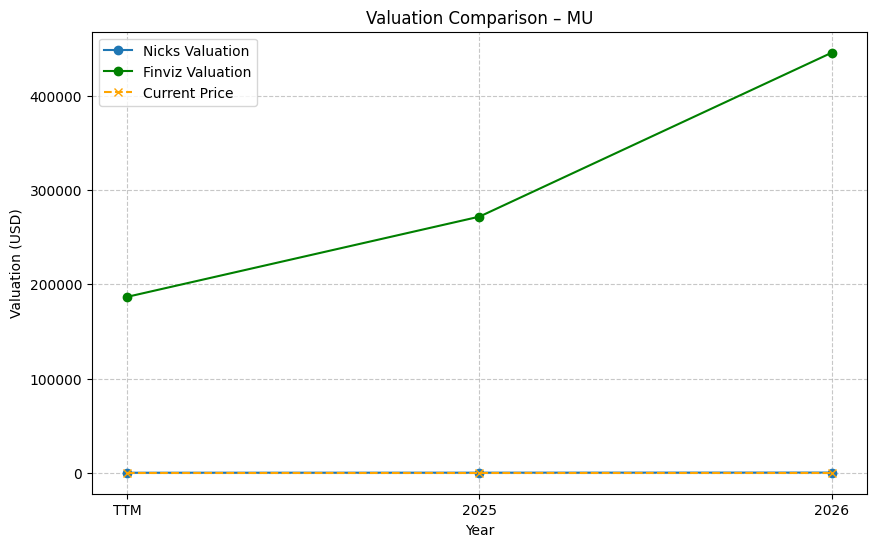 Valuation Comparison – MU
Nicks Valuation
Finviz Valuation
Current Price
Valuation (USD)
400000
300000
200000
100000
0
TTM
2025
2026
Year